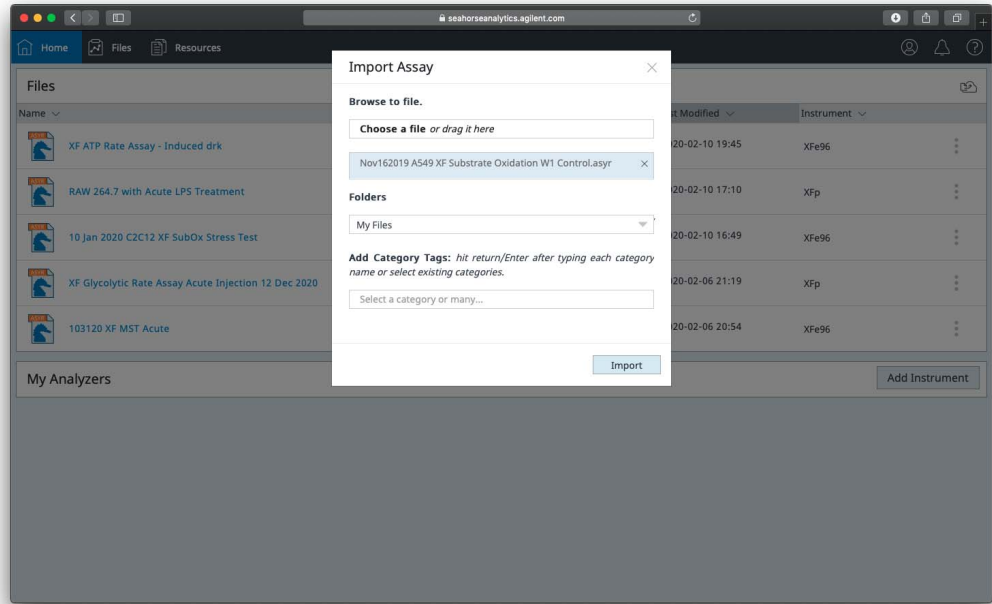 seahorseanalytics.agilent.com
Home
Files
Resources
Files
Name
st Modified
Instrument
XF ATP Rate Assay - Induced drk
20-02-10 19:45
XFe96
RAW 264.7 with Acute LPS Treatment
20-02-10 17:10
XFp
10 Jan 2020 C2C12 XF SubOx Stress Test
20-02-10 16:49
XFe96
XF Glycolytic Rate Assay Acute Injection 12 Dec 2020
20-02-06 21:19
XFp
103120 XF MST Acute
20-02-06 20:54
XFe96
My Analyzers
Add Instrument
Import Assay
Browse to file.
Choose a file or drag it here
Nov162019 A549 XF Substrate Oxidation W1 Control.asyr
Folders
My Files
Add Category Tags: hit return/Enter after typing each category
name or select existing categories.
Select a category or many...
Import